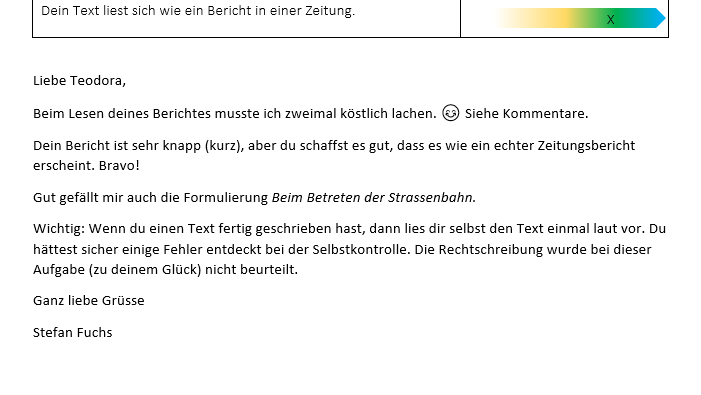 Dein Text liest sich wie ein Bericht in einer Zeitung.
X
Liebe Teodora,
Beim Lesen deines Berichtes musste ich zweimal köstlich lachen. 😊 Siehe Kommentare.
Dein Bericht ist sehr knapp (kurz), aber du schaffst es gut, dass es wie ein echter Zeitungsbericht
erscheint. Bravo!
Gut gefällt mir auch die Formulierung Beim Betreten der Strassenbahn.
Wichtig: Wenn du einen Text fertig geschrieben hast, dann lies dir selbst den Text einmal laut vor. Du
hättest sicher einige Fehler entdeckt bei der Selbstkontrolle. Die Rechtschreibung wurde bei dieser
Aufgabe (zu deinem Glück) nicht beurteilt.
Ganz liebe Grüsse
Stefan Fuchs